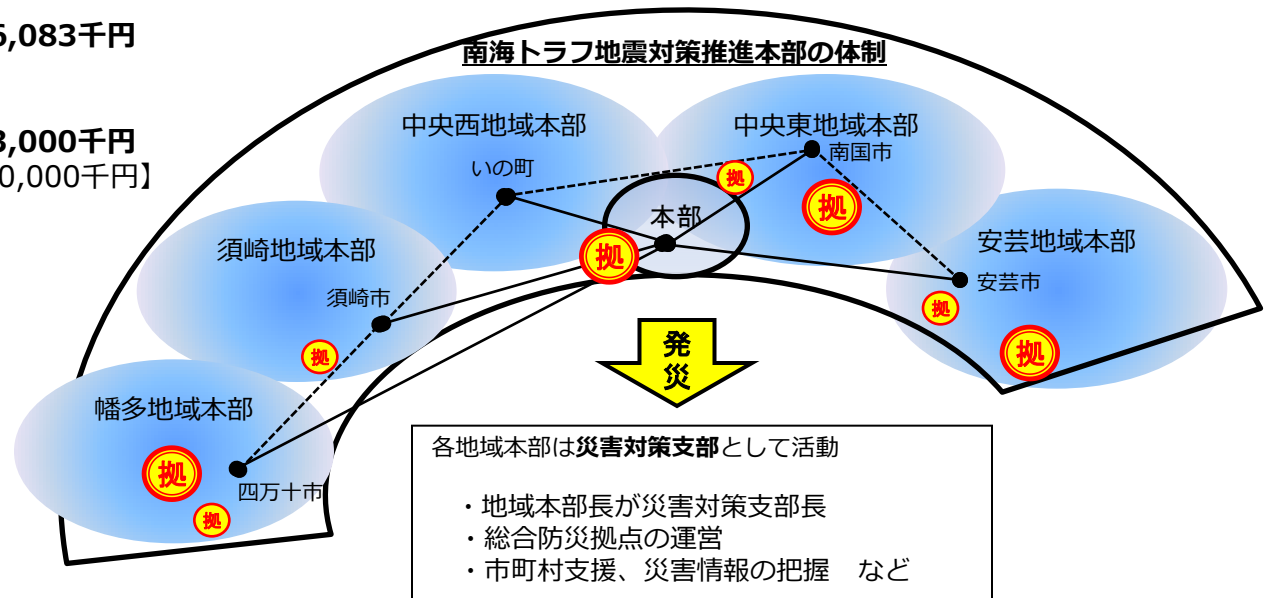 6,083千円
南海トラフ地震対策推進本部の体制
3,000千円
0,000千円】
中央西地域本部
中央東地域本部
いの町
南国市
拠
拠
本部
須崎地域本部
安芸地域本部
拠
須崎市
安芸市
拠
拠
拠
発災
幡多地域本部
拠
四万十市
拠
各地域本部は災害対策支部として活動
・地域本部長が災害対策支部長
・総合防災拠点の運営
・市町村支援、災害情報の把握　など